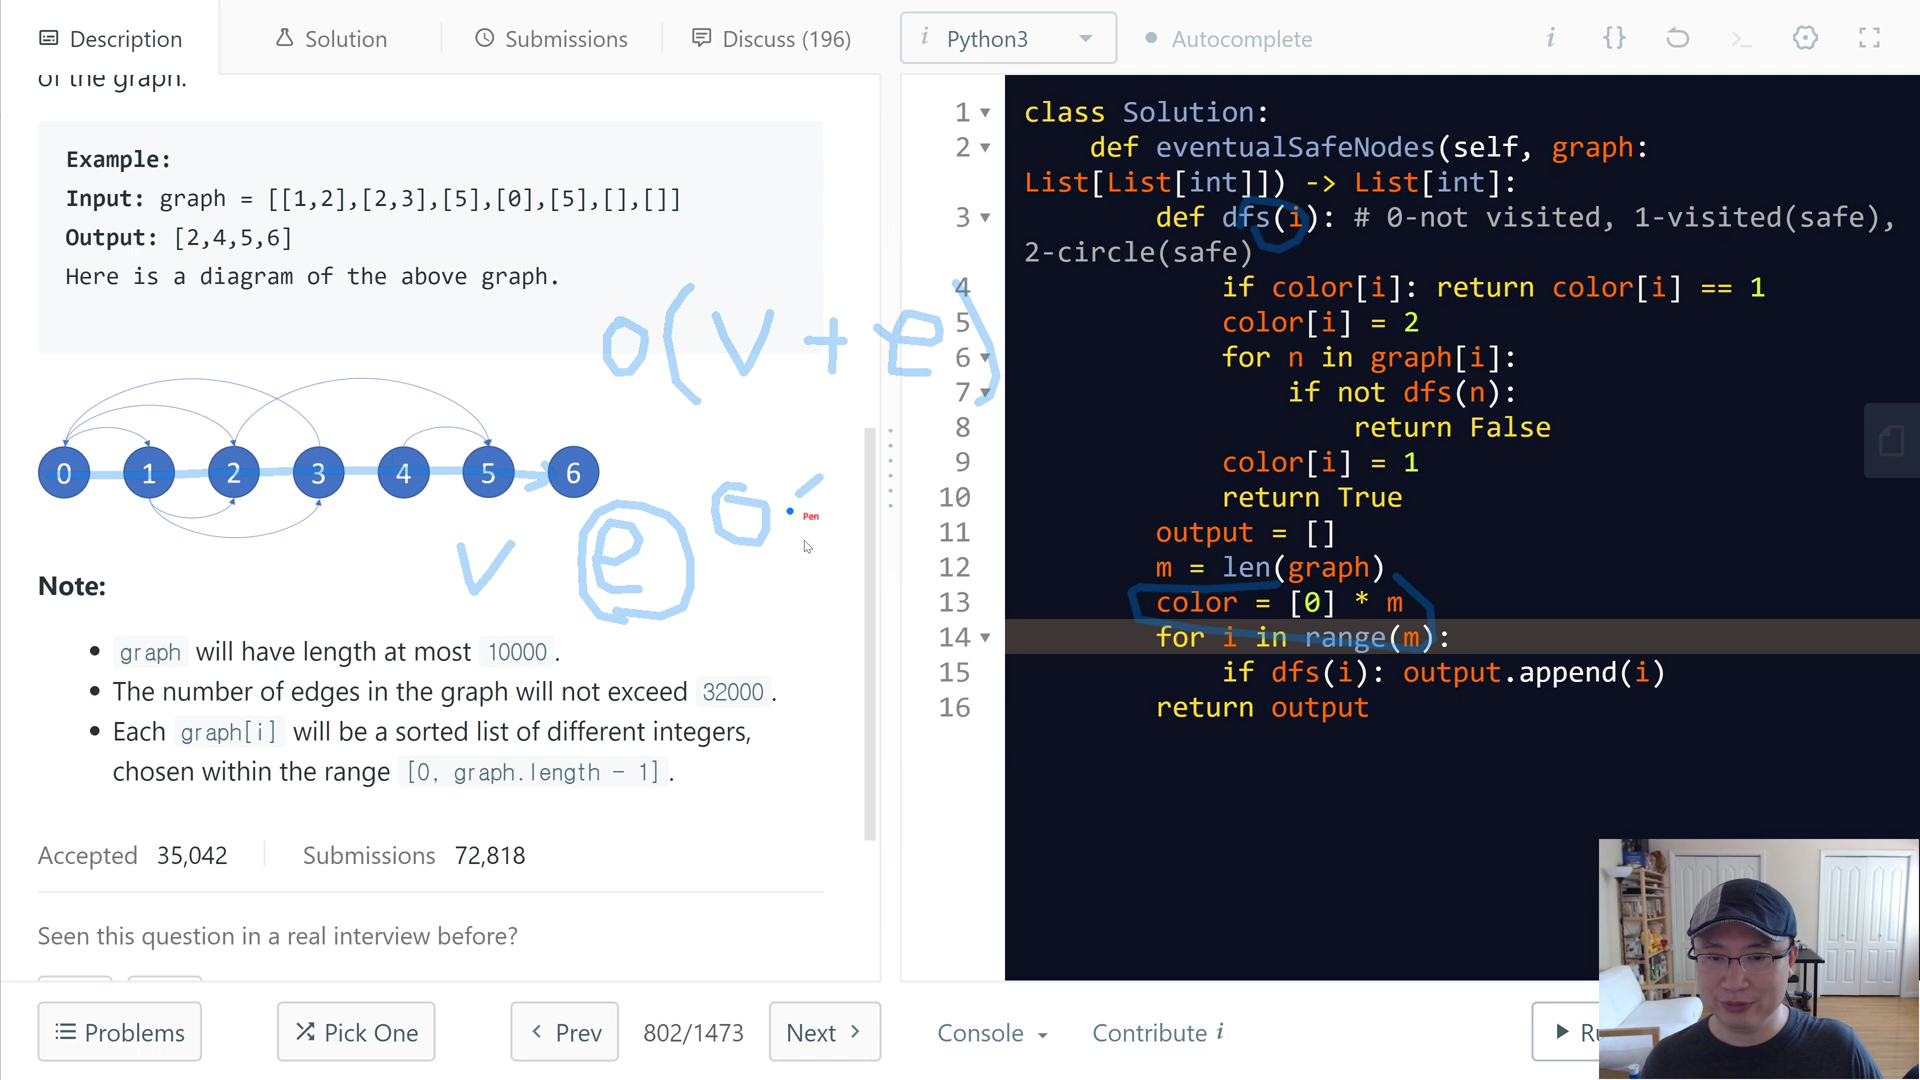 Description
Solution
Submissions
Discuss (196)
i Python3
Autocomplete
i {}
of the graph.
Example:
Input: graph = [[1,2],[2,3],[5],[0],[5],[],[]]
Output: [2,4,5,6]
Here is a diagram of the above graph.
o(v+e)
0 1 2 3 4 5 6
v e o
Pen
Note:
• graph will have length at most 10000.
• The number of edges in the graph will not exceed 32000.
• Each graph[i] will be a sorted list of different integers,
chosen within the range [0, graph.length - 1].
Accepted 35,042
Submissions 72,818
Seen this question in a real interview before?
Problems
Pick One
Prev
802/1473
Next
1 class Solution:
2 def eventualSafeNodes(self, graph:
List[List[int]]) -> List[int]:
3 def dfs(i): # 0-not visited, 1-visited(safe),
2-circle(safe)
4 if color[i]: return color[i] == 1
5 color[i] = 2
6 for n in graph[i]:
7 if not dfs(n):
8 return False
9 color[i] = 1
10 return True
11 output = []
12 m = len(graph)
13 color = [0] * m
14 for i in range(m):
15 if dfs(i): output.append(i)
16 return output
Console
Contribute i